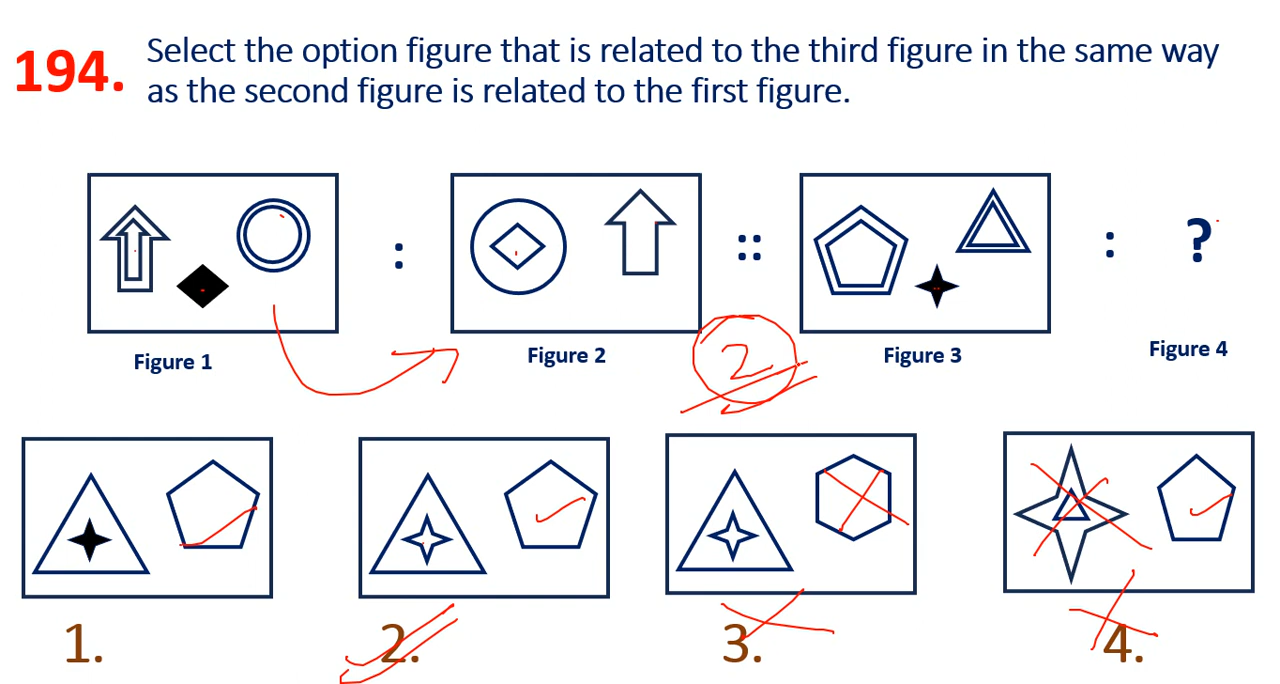 194. Select the option figure that is related to the third figure in the same way
as the second figure is related to the first figure.
: :: : ?
Figure 1 Figure 2 Figure 3 Figure 4
2
1. 2. 3. 4.